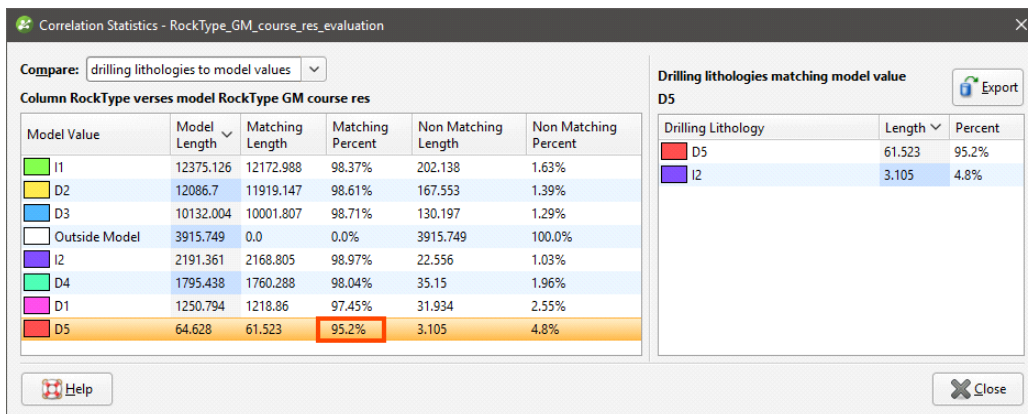 Correlation Statistics - RockType_GM_course_res_evaluation
Compare: drilling lithologies to model values
Column RockType verses model RockType GM course res
Model Value Model Length Matching Length Matching Percent Non Matching Length Non Matching Percent
I1 12375.126 12172.988 98.37% 202.138 1.63%
D2 12086.7 11919.147 98.61% 167.553 1.39%
D3 10132.004 10001.807 98.71% 130.197 1.29%
Outside Model 3915.749 0.0 0.0% 3915.749 100.0%
I2 2191.361 2168.805 98.97% 22.556 1.03%
D4 1795.438 1760.288 98.04% 35.15 1.96%
D1 1250.794 1218.86 97.45% 31.934 2.55%
D5 64.628 61.523 95.2% 3.105 4.8%
Drilling lithologies matching model value
D5
Export
Drilling Lithology Length Percent
D5 61.523 95.2%
I2 3.105 4.8%
Help
Close